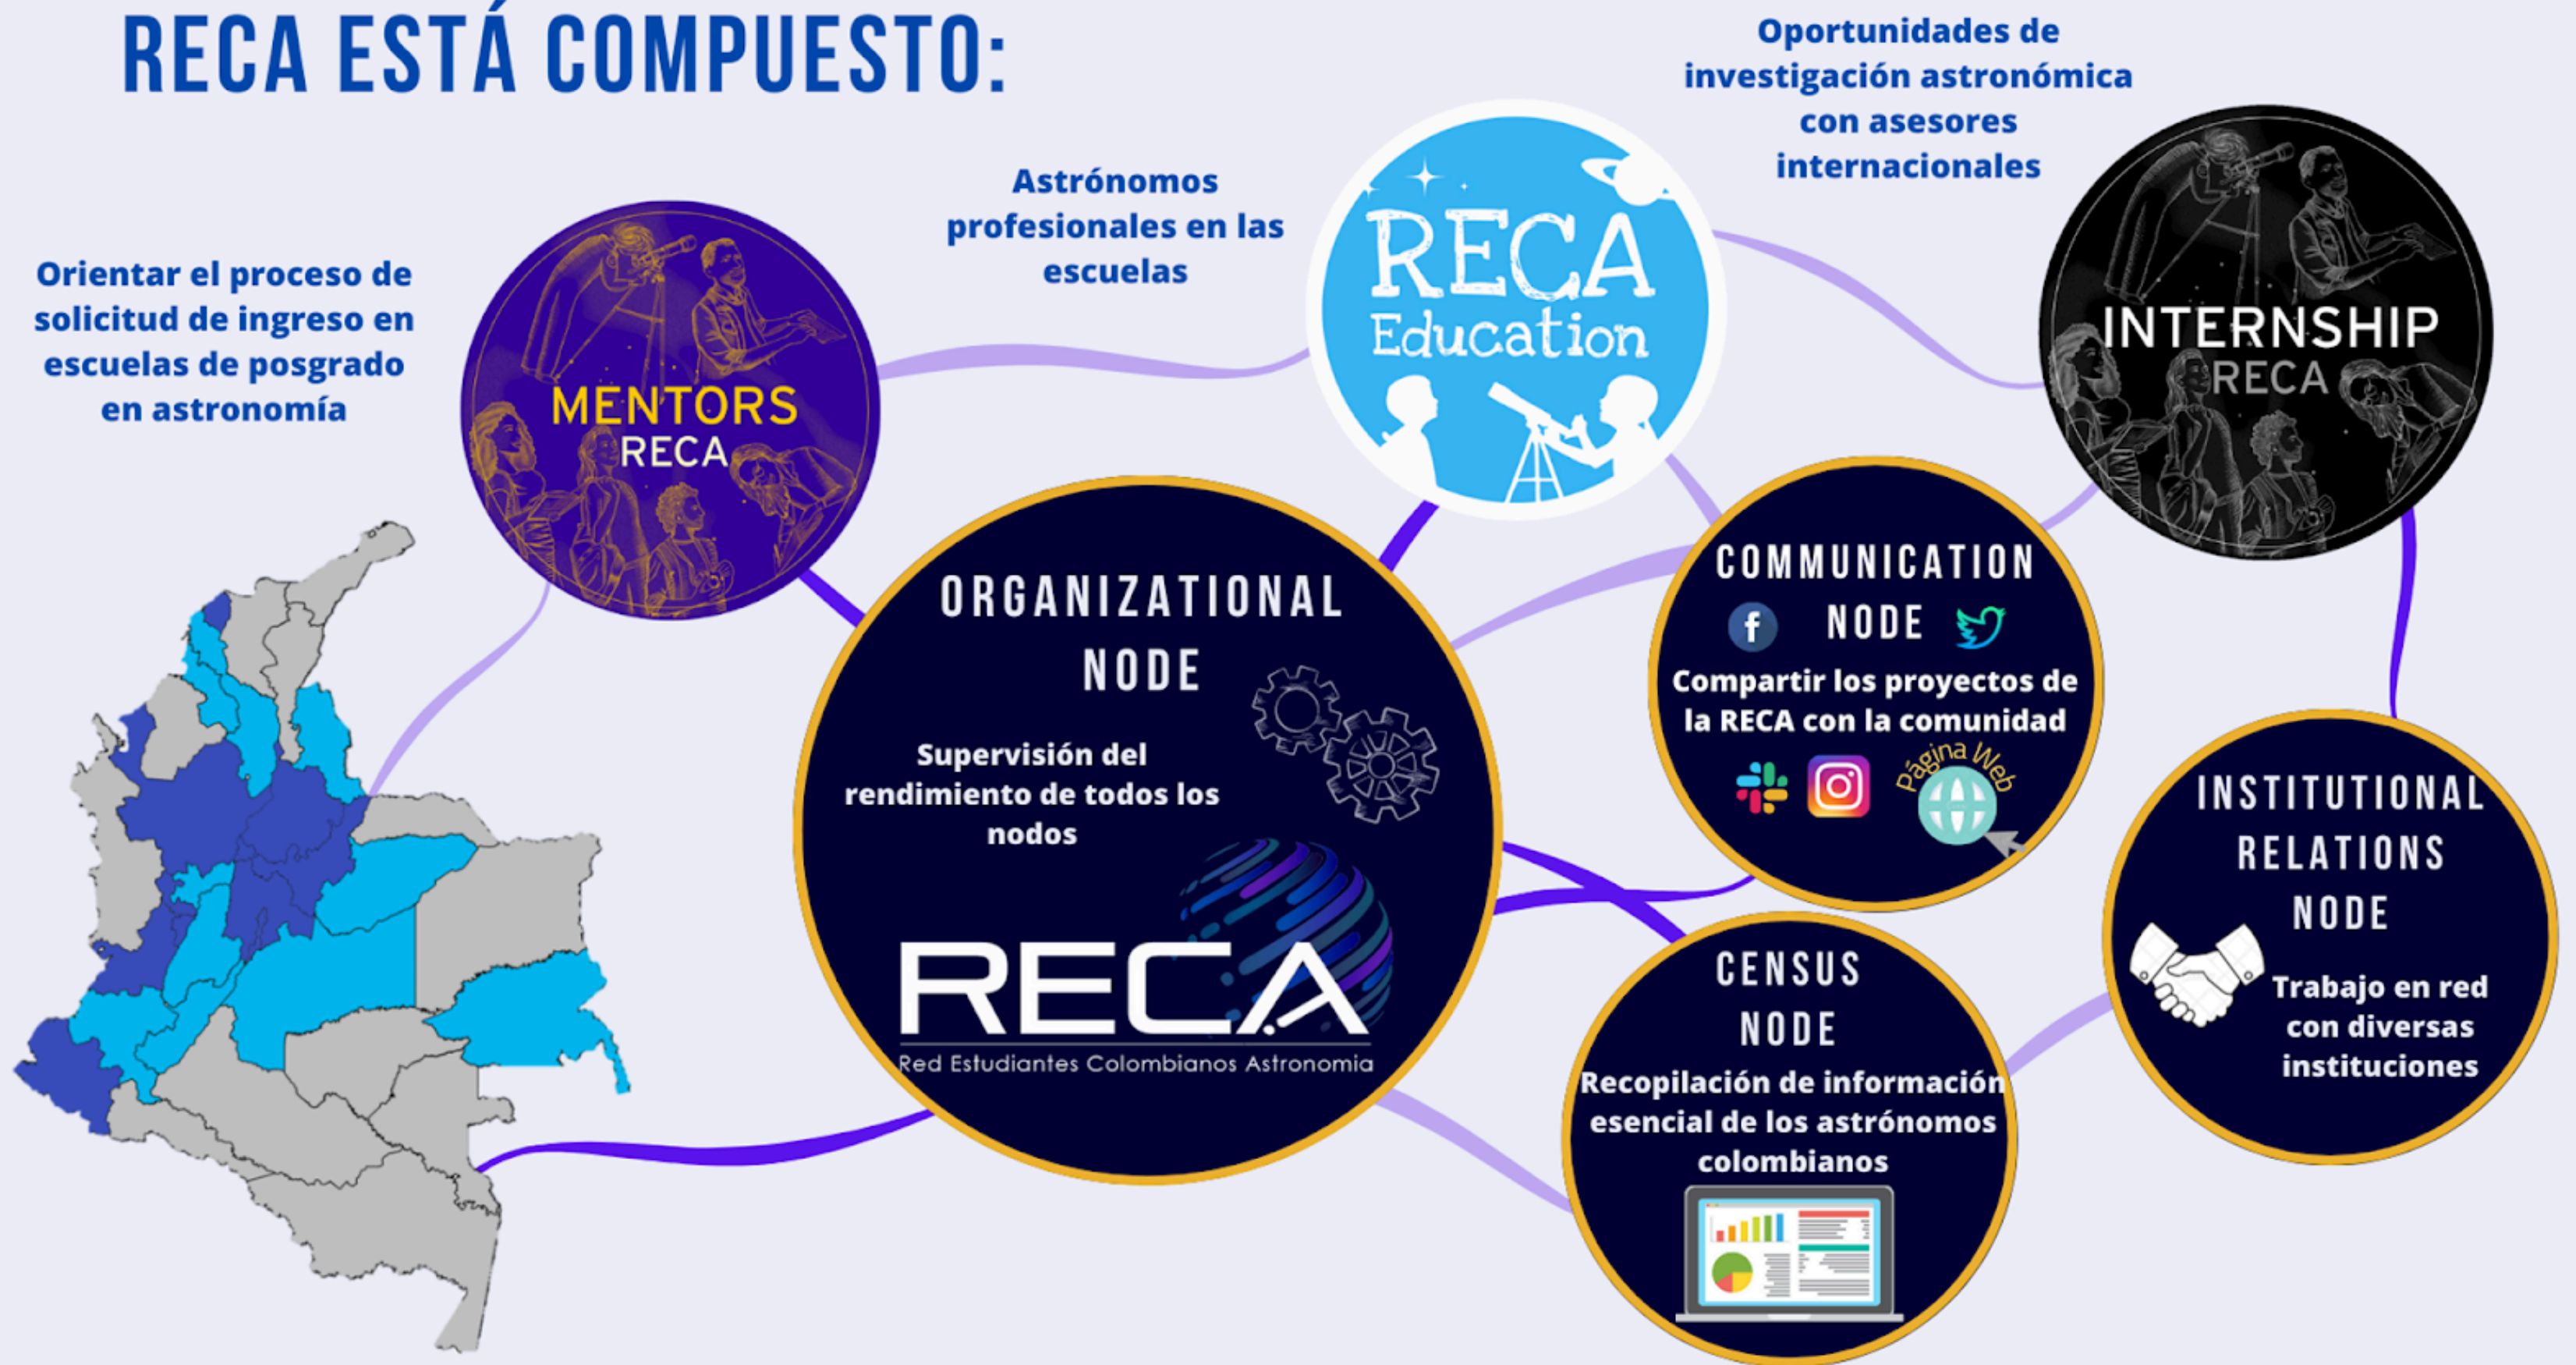 RECA ESTÁ COMPUESTO:
Orientar el proceso de
solicitud de ingreso en
escuelas de posgrado
en astronomía
MENTORS
RECA
Astrónomos
profesionales en las
escuelas
RECA
Education
Oportunidades de
investigación astronómica
con asesores
internacionales
INTERNSHIP
RECA
ORGANIZATIONAL
NODE
Supervisión del
rendimiento de todos los
nodos
RECA
Red Estudiantes Colombianos Astronomia
COMMUNICATION
NODE
f
Compartir los proyectos de
la RECA con la comunidad
Página Web
CENSUS
NODE
Recopilación de información
esencial de los astrónomos
colombianos
INSTITUTIONAL
RELATIONS
NODE
Trabajo en red
con diversas
instituciones